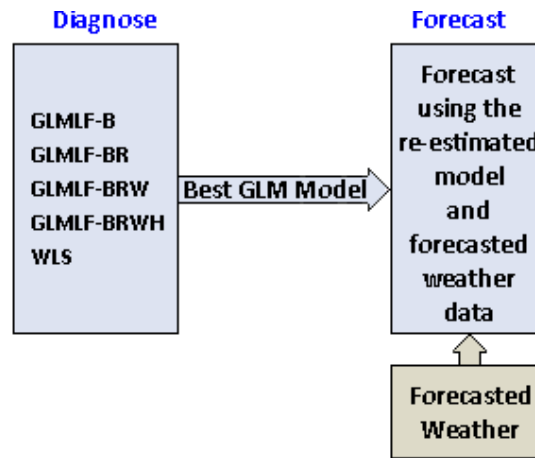 Diagnose
GLMLF-B
GLMLF-BR
GLMLF-BRW
GLMLF-BRWH
WLS
Best GLM Model
Forecast
Forecast
using the
re-estimated
model
and
forecasted
weather
data
Forecasted
Weather